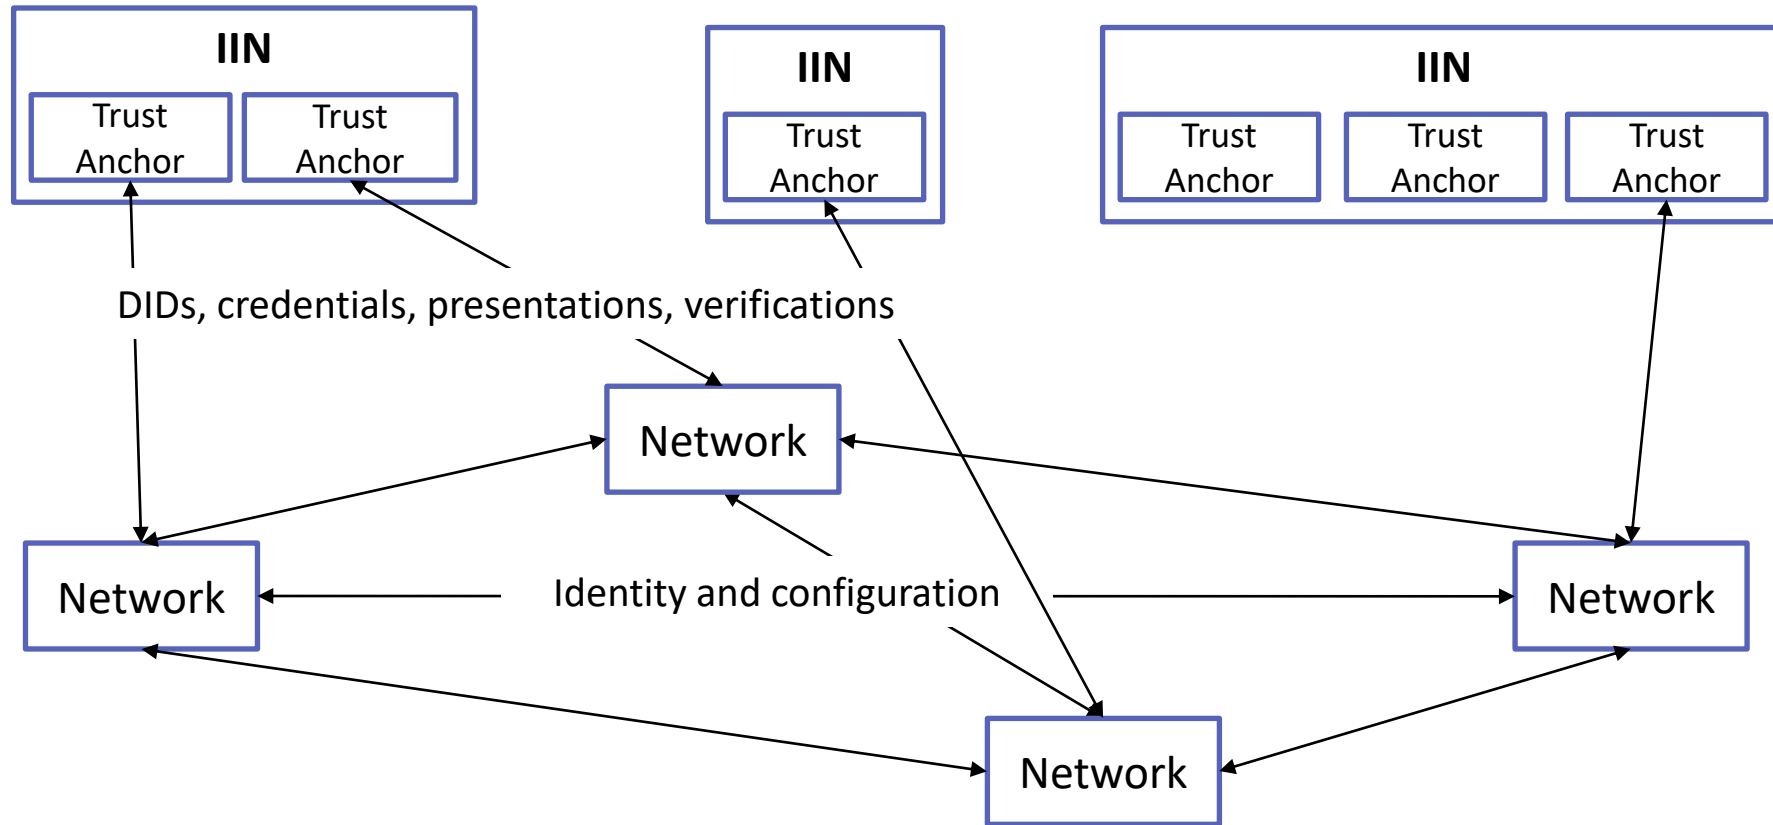 IIN
Trust
Anchor
Trust
Anchor
IIN
Trust
Anchor
IIN
Trust
Anchor
Trust
Anchor
Trust
Anchor
DIDs, credentials, presentations, verifications
Network
Network
Identity and configuration
Network
Network